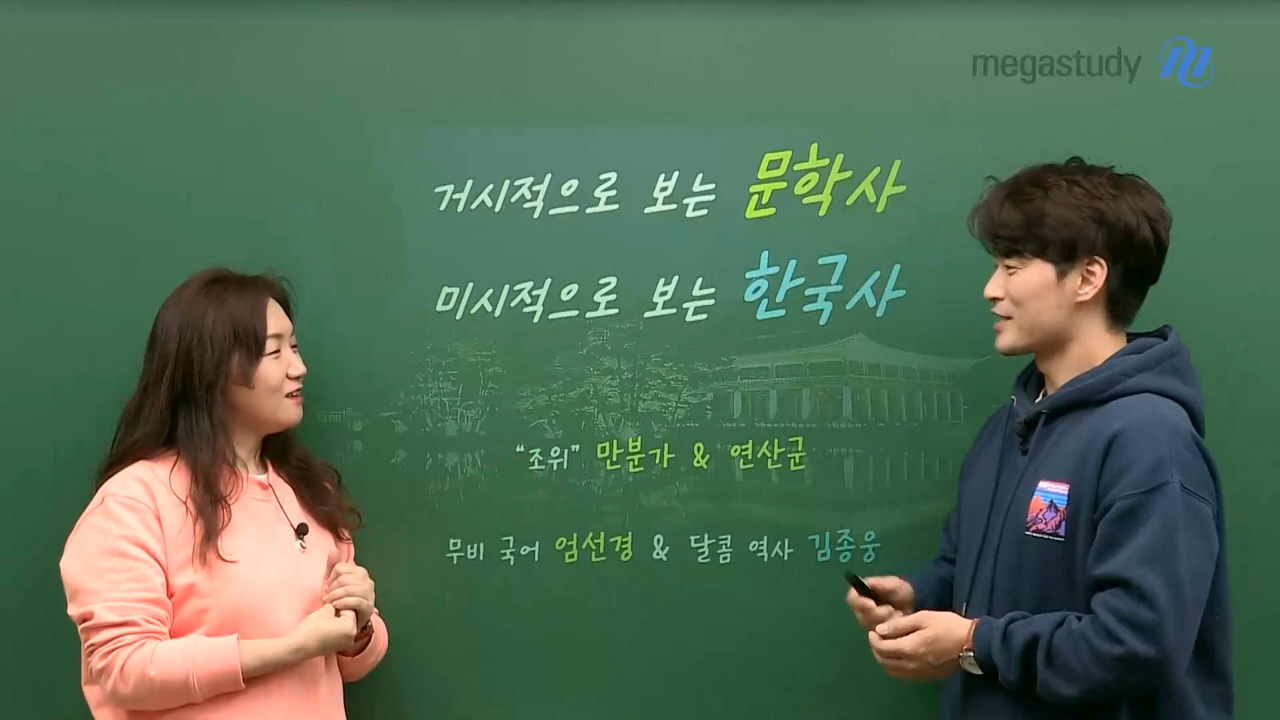 megastudy
거시적으로 보는 문학사
미시적으로 보는 한국사
“조위” 만분가 & 연산군
무비 국어 엄선경 & 달콤 역사 김종웅